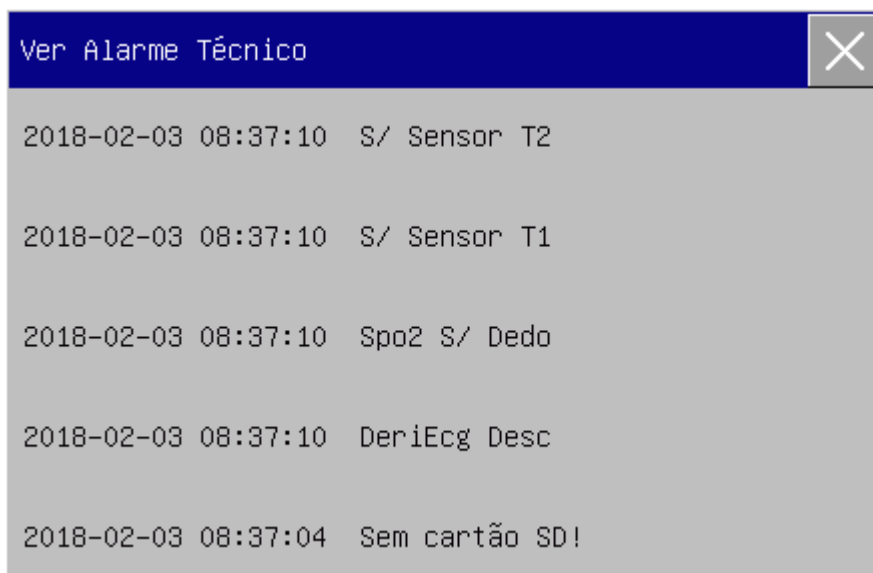 Ver Alarme Técnico
2018-02-03 08:37:10 S/ Sensor T2
2018-02-03 08:37:10 S/ Sensor T1
2018-02-03 08:37:10 Spo2 S/ Dedo
2018-02-03 08:37:10 DeriEcg Desc
2018-02-03 08:37:04 Sem cartão SD!